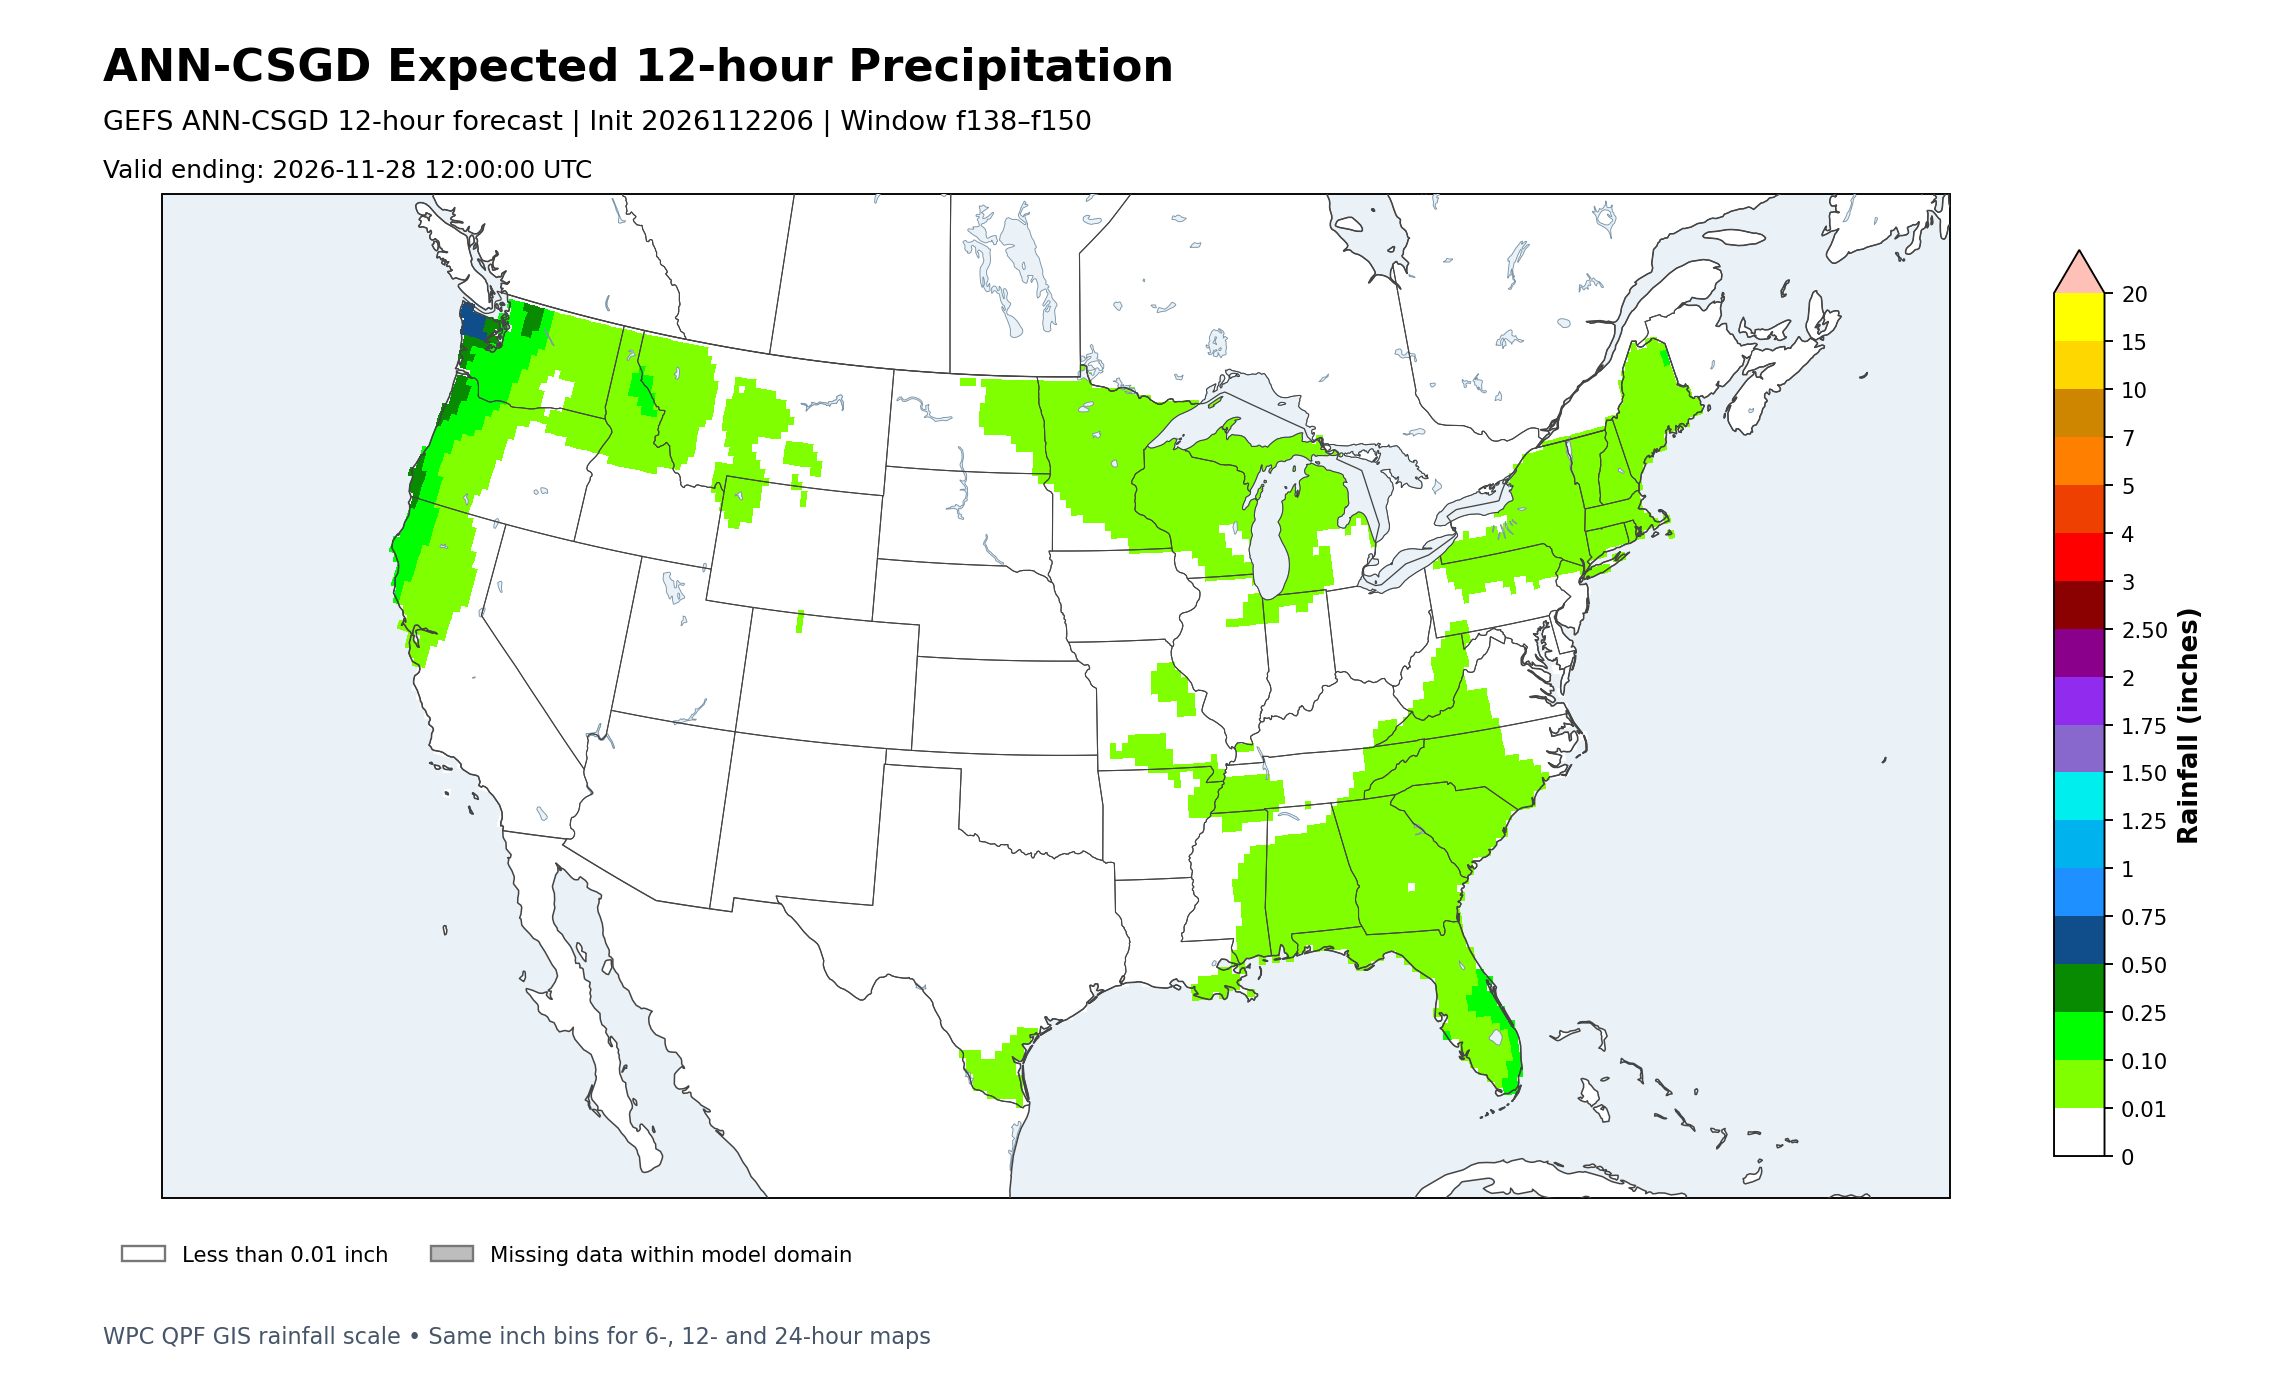 ANN-CSGD Expected 12-hour Precipitation
GEFS ANN-CSGD 12-hour forecast | Init 2026112206 | Window f138–f150
Valid ending: 2026-11-28 12:00:00 UTC
20
15
10
7
5
4
3
2.50
2
1.75
1.50
1.25
1
0.75
0.50
0.25
0.10
0.01
0
Rainfall (inches)
Less than 0.01 inch
Missing data within model domain
WPC QPF GIS rainfall scale • Same inch bins for 6-, 12- and 24-hour maps